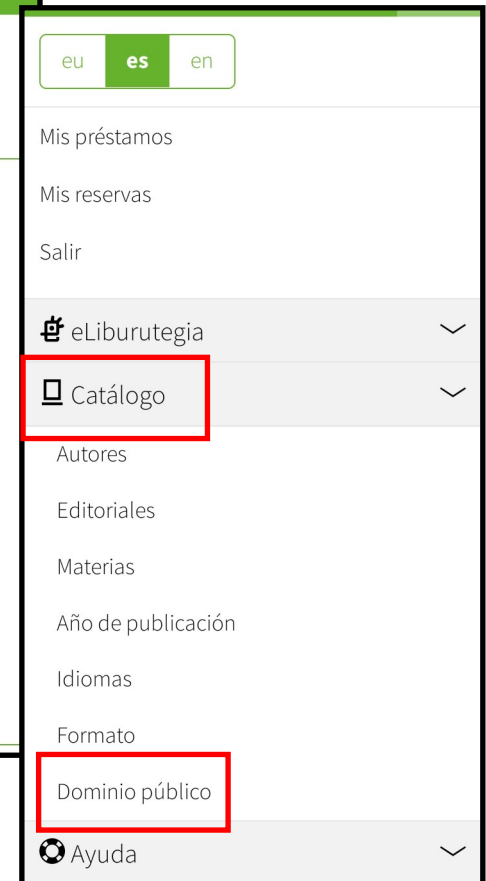 eu es en
Mis préstamos
Mis reservas
Salir
eLiburutegia
Catálogo
Autores
Editoriales
Materias
Año de publicación
Idiomas
Formato
Dominio público
Ayuda